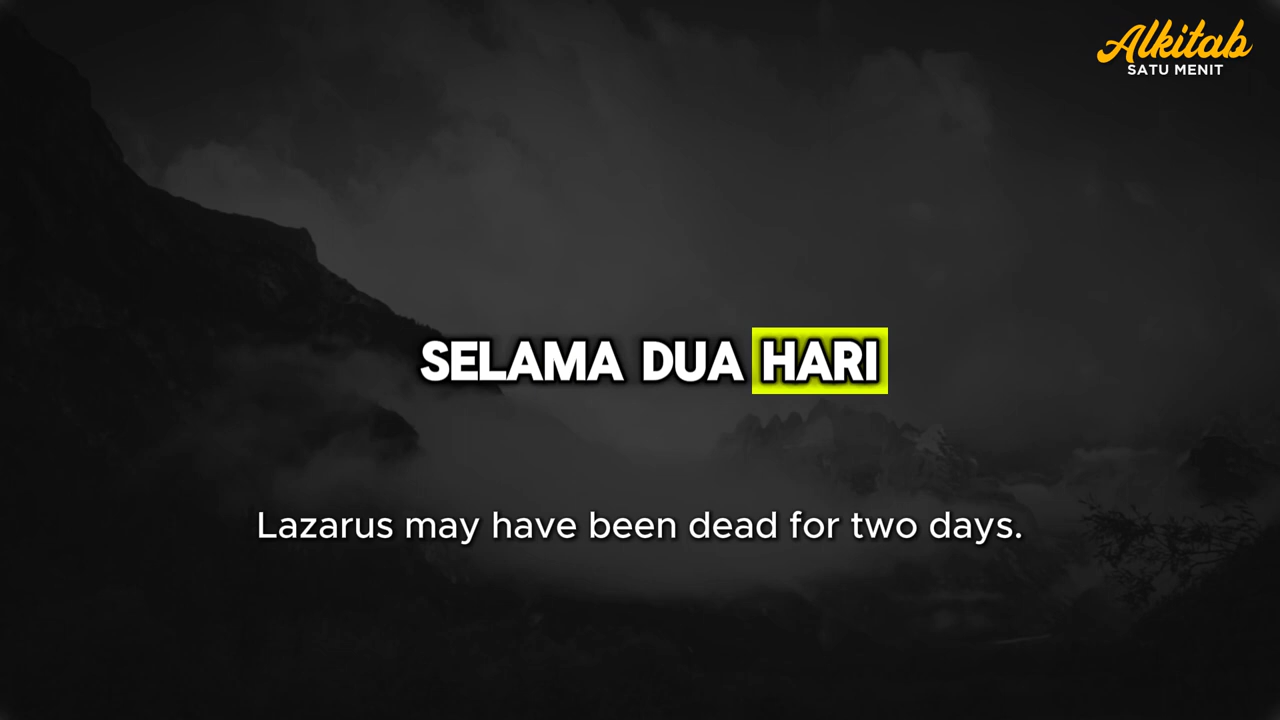 Alkitab
SATU MENIT
SELAMA DUA HARI
Lazarus may have been dead for two days.